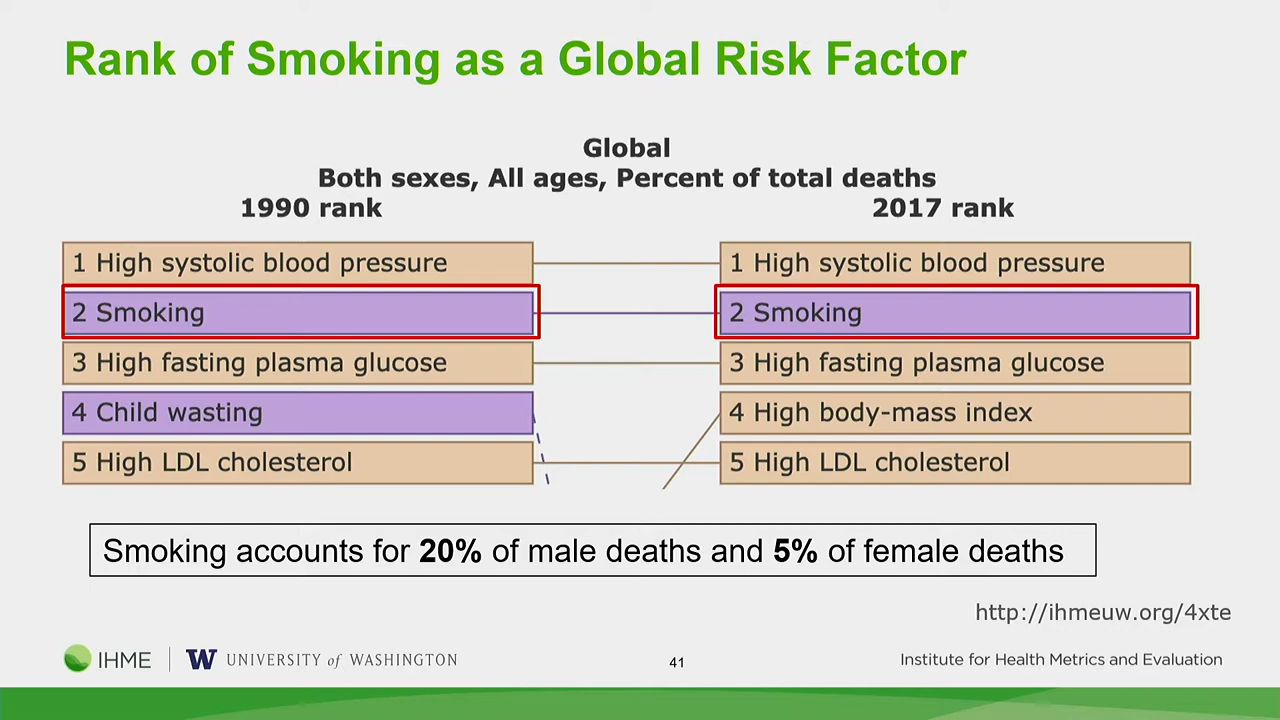 Rank of Smoking as a Global Risk Factor
Global
Both sexes, All ages, Percent of total deaths
1990 rank
2017 rank
1 High systolic blood pressure
1 High systolic blood pressure
2 Smoking
2 Smoking
3 High fasting plasma glucose
3 High fasting plasma glucose
4 Child wasting
4 High body-mass index
5 High LDL cholesterol
5 High LDL cholesterol
Smoking accounts for 20% of male deaths and 5% of female deaths
http://ihmeuw.org/4xte
IHME
W UNIVERSITY of WASHINGTON
41
Institute for Health Metrics and Evaluation